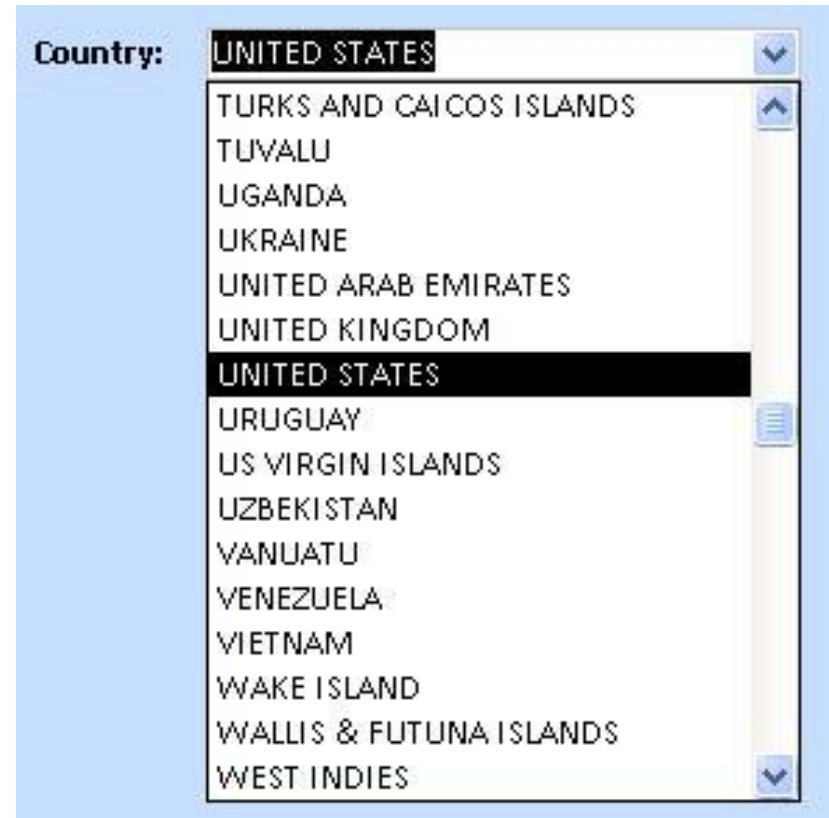 Country: UNITED STATES
TURKS AND CAICOS ISLANDS
TUVALU
UGANDA
UKRAINE
UNITED ARAB EMIRATES
UNITED KINGDOM
UNITED STATES
URUGUAY
US VIRGIN ISLANDS
UZBEKISTAN
VANUATU
VENEZUELA
VIETNAM
WAKE ISLAND
WALLIS & FUTUNA ISLANDS
WEST INDIES